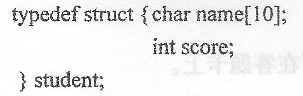 typedef struct {char name[10];
int score;
} student;